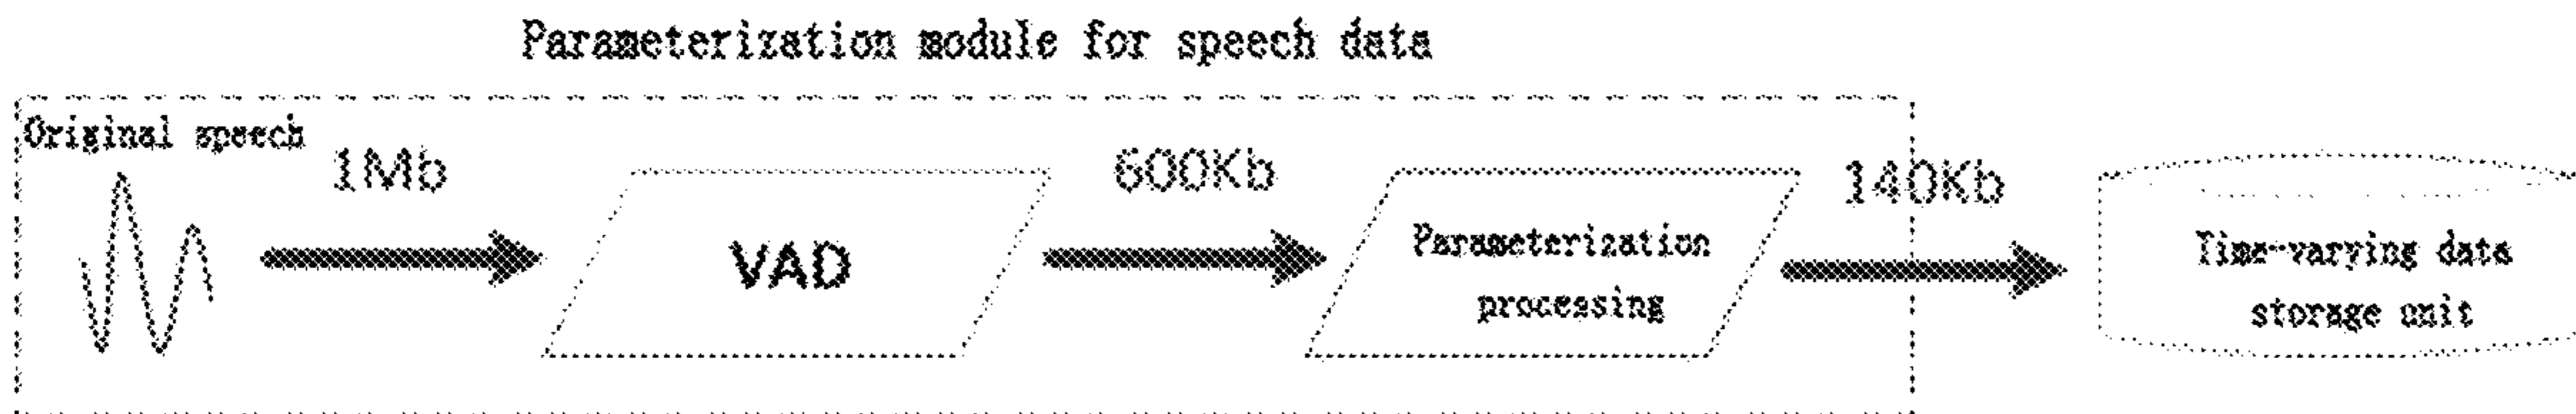 Parameterization module for speech data
Original speech
1Mb
VAD
600Kb
Parameterization
processing
140Kb
Time-varying data
storage unit